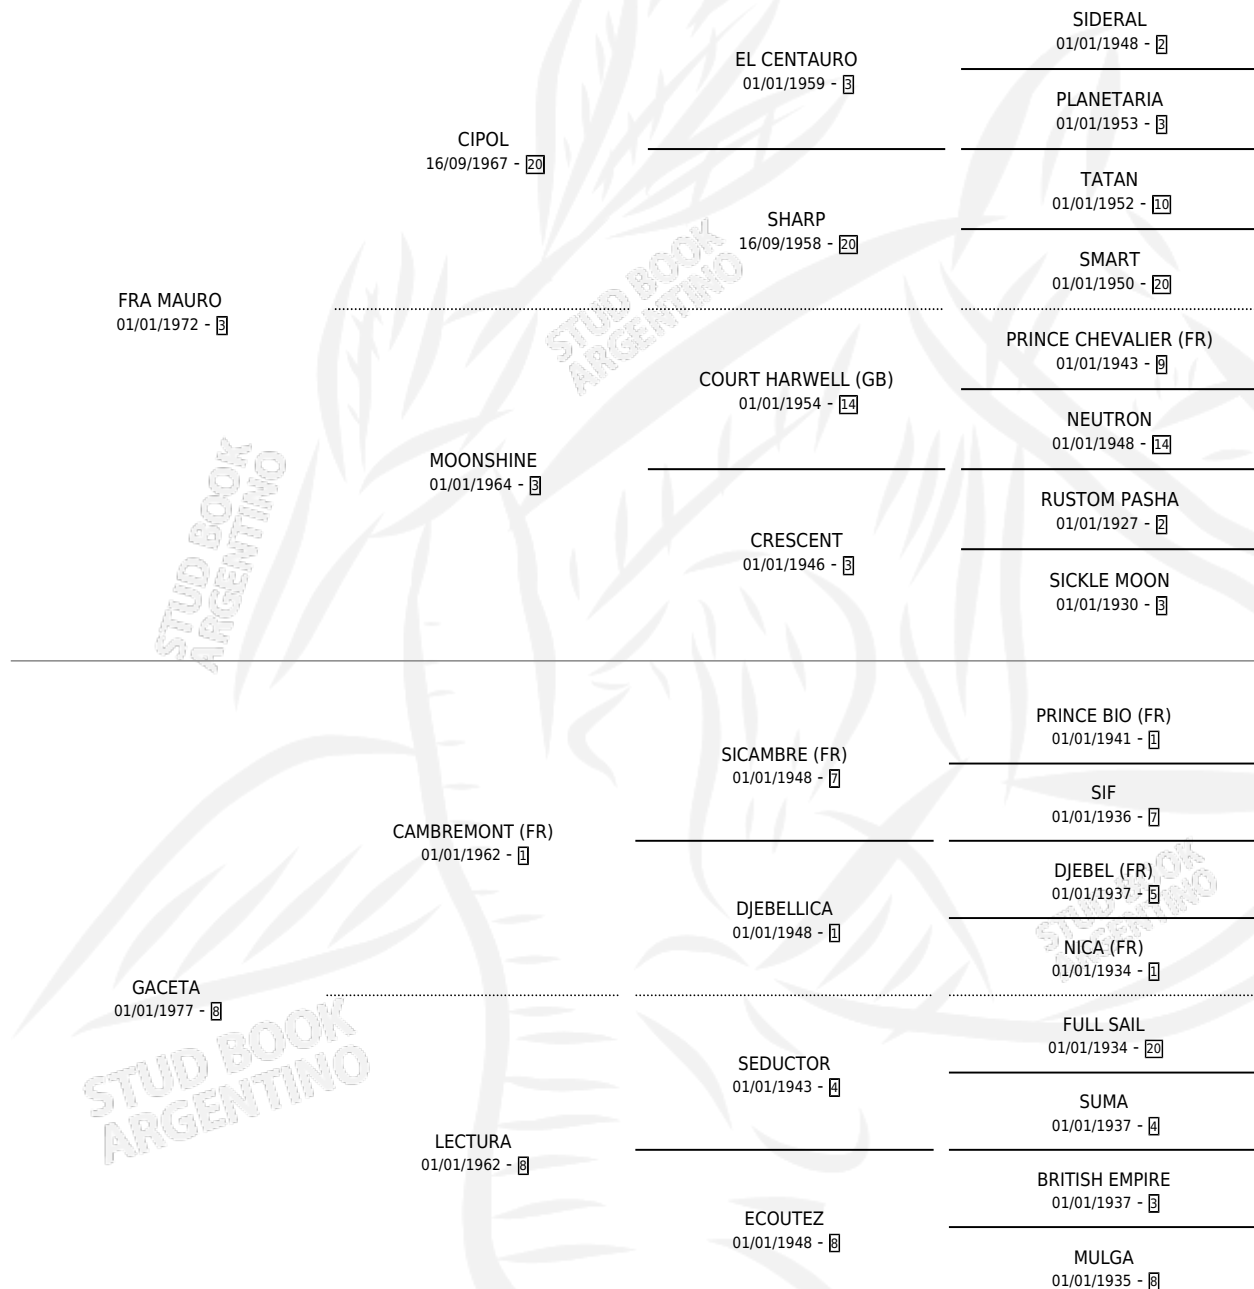 SIDERAL
01/01/1948 - 2
EL CENTAURO
01/01/1959 - 3
PLANETARIA
01/01/1953 - 3
CIPOL
16/09/1967 - 20
TATAN
01/01/1952 - 10
SHARP
16/09/1958 - 20
SMART
01/01/1950 - 20
FRA MAURO
01/01/1972 - 3
PRINCE CHEVALIER (FR)
01/01/1943 - 9
COURT HARWELL (GB)
01/01/1954 - 14
NEUTRON
01/01/1948 - 14
MOONSHINE
01/01/1964 - 3
RUSTOM PASHA
01/01/1927 - 2
CRESCENT
01/01/1946 - 3
SICKLE MOON
01/01/1930 - 3
STUD BOOK
ARGENTINO
STUD BOOK
ARGENTINO
PRINCE BIO (FR)
01/01/1941 - 1
SICAMBRE (FR)
01/01/1948 - 7
SIF
01/01/1936 - 7
CAMBREMONT (FR)
01/01/1962 - 1
DJEBEL (FR)
01/01/1937 - 5
DJEBELLICA
01/01/1948 - 1
NICA (FR)
01/01/1934 - 1
STUD BOOK
ARGENTINO
GACETA
01/01/1977 - 8
FULL SAIL
01/01/1934 - 20
SEDUCTOR
01/01/1943 - 4
SUMA
01/01/1937 - 4
STUD BOOK
ARGENTINO
LECTURA
01/01/1962 - 8
BRITISH EMPIRE
01/01/1937 - 3
ECOUTEZ
01/01/1948 - 8
MULGA
01/01/1935 - 8